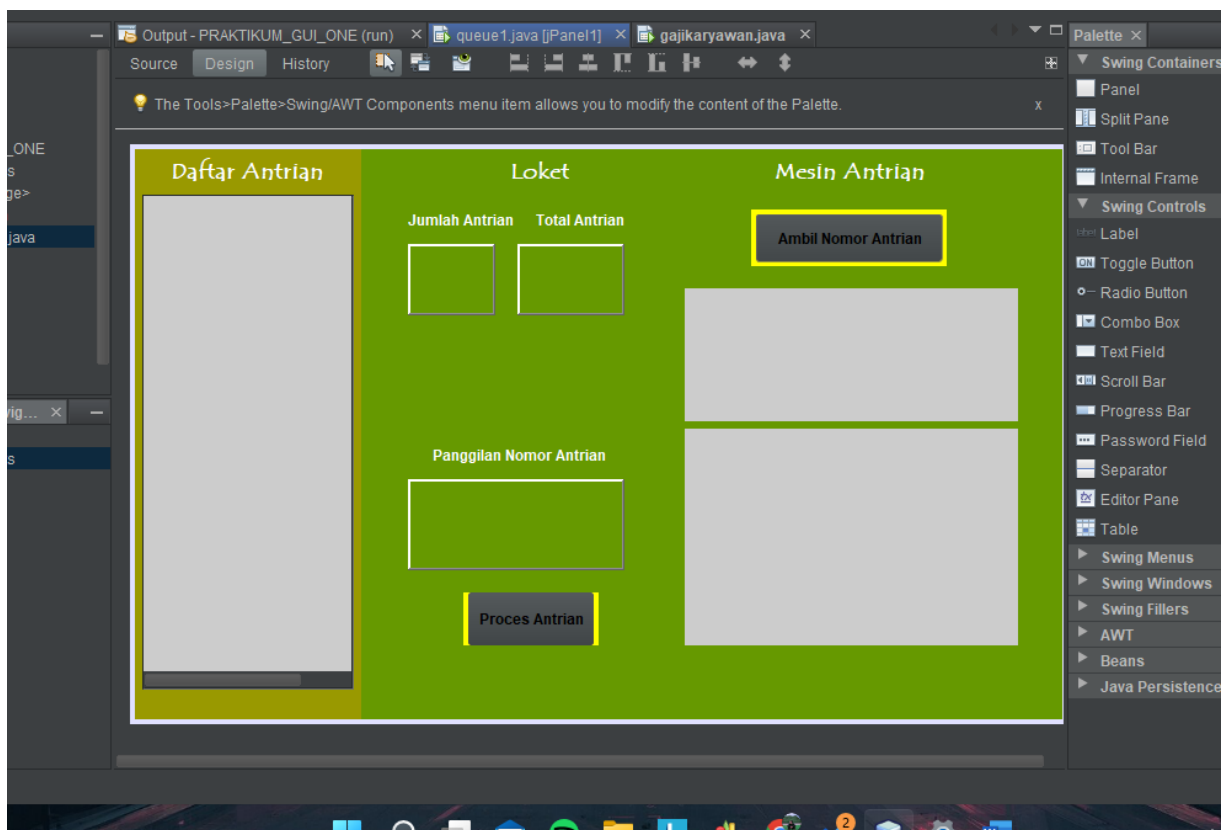 Output - PRAKTIKUM_GUI_ONE (run) queue1.java [jPanel1] gajikaryawan.java
Palette
Source Design History
The Tools>Palette>Swing/AWT Components menu item allows you to modify the content of the Palette. x
_ONE
s
ge>
java
vig...
s
Daftar Antrian
Loket
Jumlah Antrian Total Antrian
Panggilan Nomor Antrian
Proces Antrian
Mesin Antrian
Ambil Nomor Antrian
Swing Containers
Panel
Split Pane
Tool Bar
Internal Frame
Swing Controls
label Label
ON Toggle Button
Radio Button
Combo Box
Text Field
Scroll Bar
Progress Bar
Password Field
Separator
Editor Pane
Table
Swing Menus
Swing Windows
Swing Fillers
AWT
Beans
Java Persistence
2